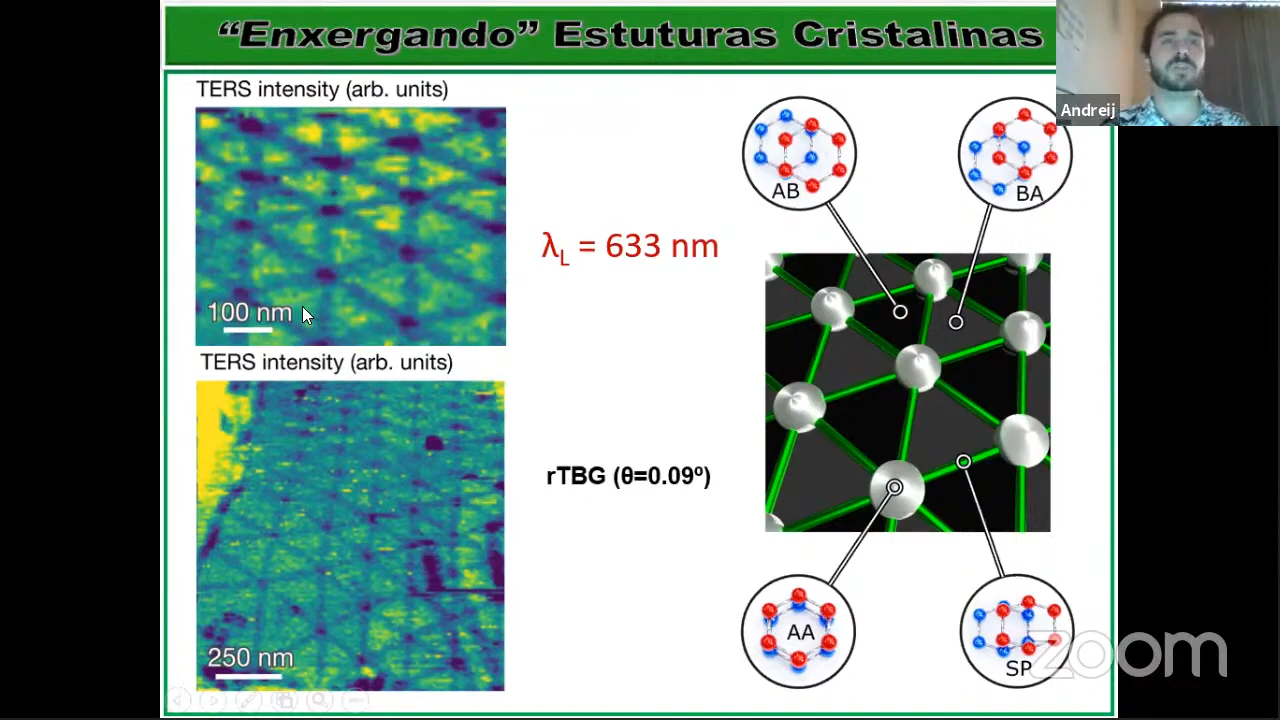 “Enxergando” Estuturas Cristalinas
Andreij
TERS intensity (arb. units)
100 nm
λL = 633 nm
AB
BA
TERS intensity (arb. units)
250 nm
rTBG (θ=0.09º)
AA
SP
zoom